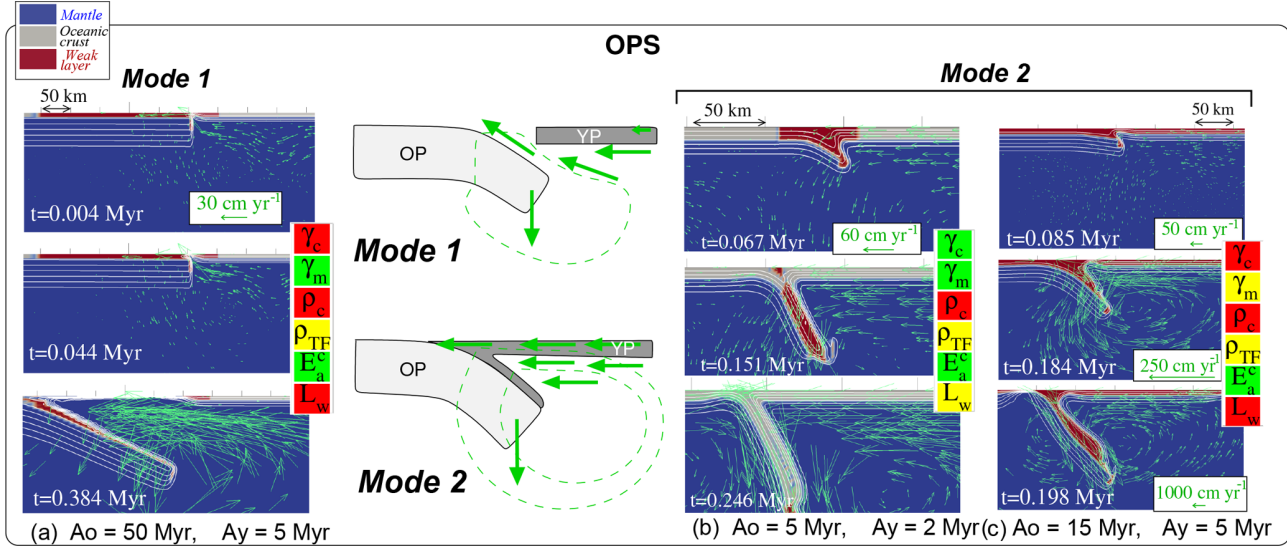 Mantle
Oceanic
crust
Weak
layer
OPS
Mode 1
Mode 2
50 km
t=0.004 Myr
30 cm yr-1
t=0.044 Myr
t=0.384 Myr
γc
γm
ρc
ρTF
Eac
Lw
(a) Ao = 50 Myr, Ay = 5 Myr
OP
YP
Mode 1
OP
YP
Mode 2
50 km
t=0.067 Myr
60 cm yr-1
t=0.151 Myr
t=0.246 Myr
γc
γm
ρc
ρTF
Eac
Lw
(b) Ao = 5 Myr, Ay = 2 Myr
50 km
t=0.085 Myr
50 cm yr-1
t=0.184 Myr
250 cm yr-1
t=0.198 Myr
1000 cm yr-1
γc
γm
ρc
ρTF
Eac
Lw
(c) Ao = 15 Myr, Ay = 5 Myr